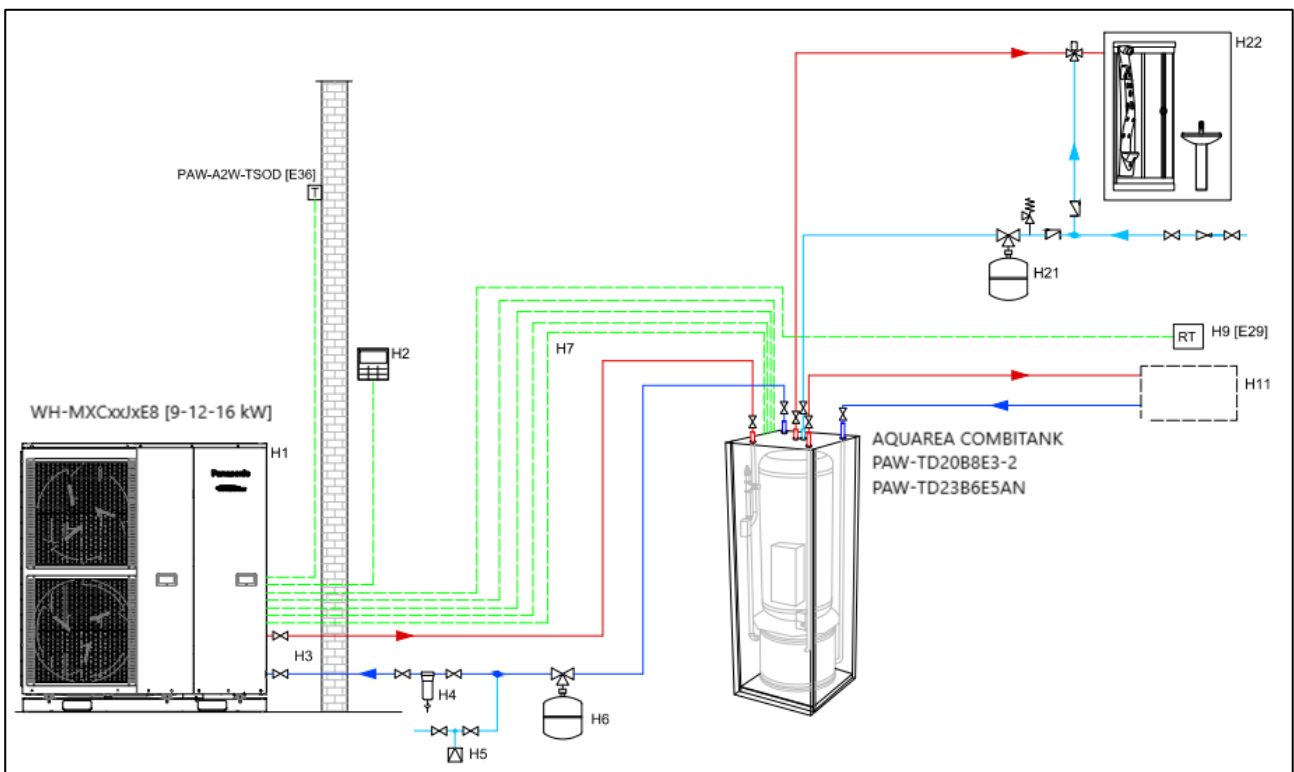 H22
PAW-A2W-TSOD [E36]
T
H21
H2
H7
RT
H9 [E29]
H11
WH-MXCxxJxE8 [9-12-16 kW]
H1
Panasonic
AQUAREA COMBITANK
PAW-TD20B8E3-2
PAW-TD23B6E5AN
H3
H4
H6
H5